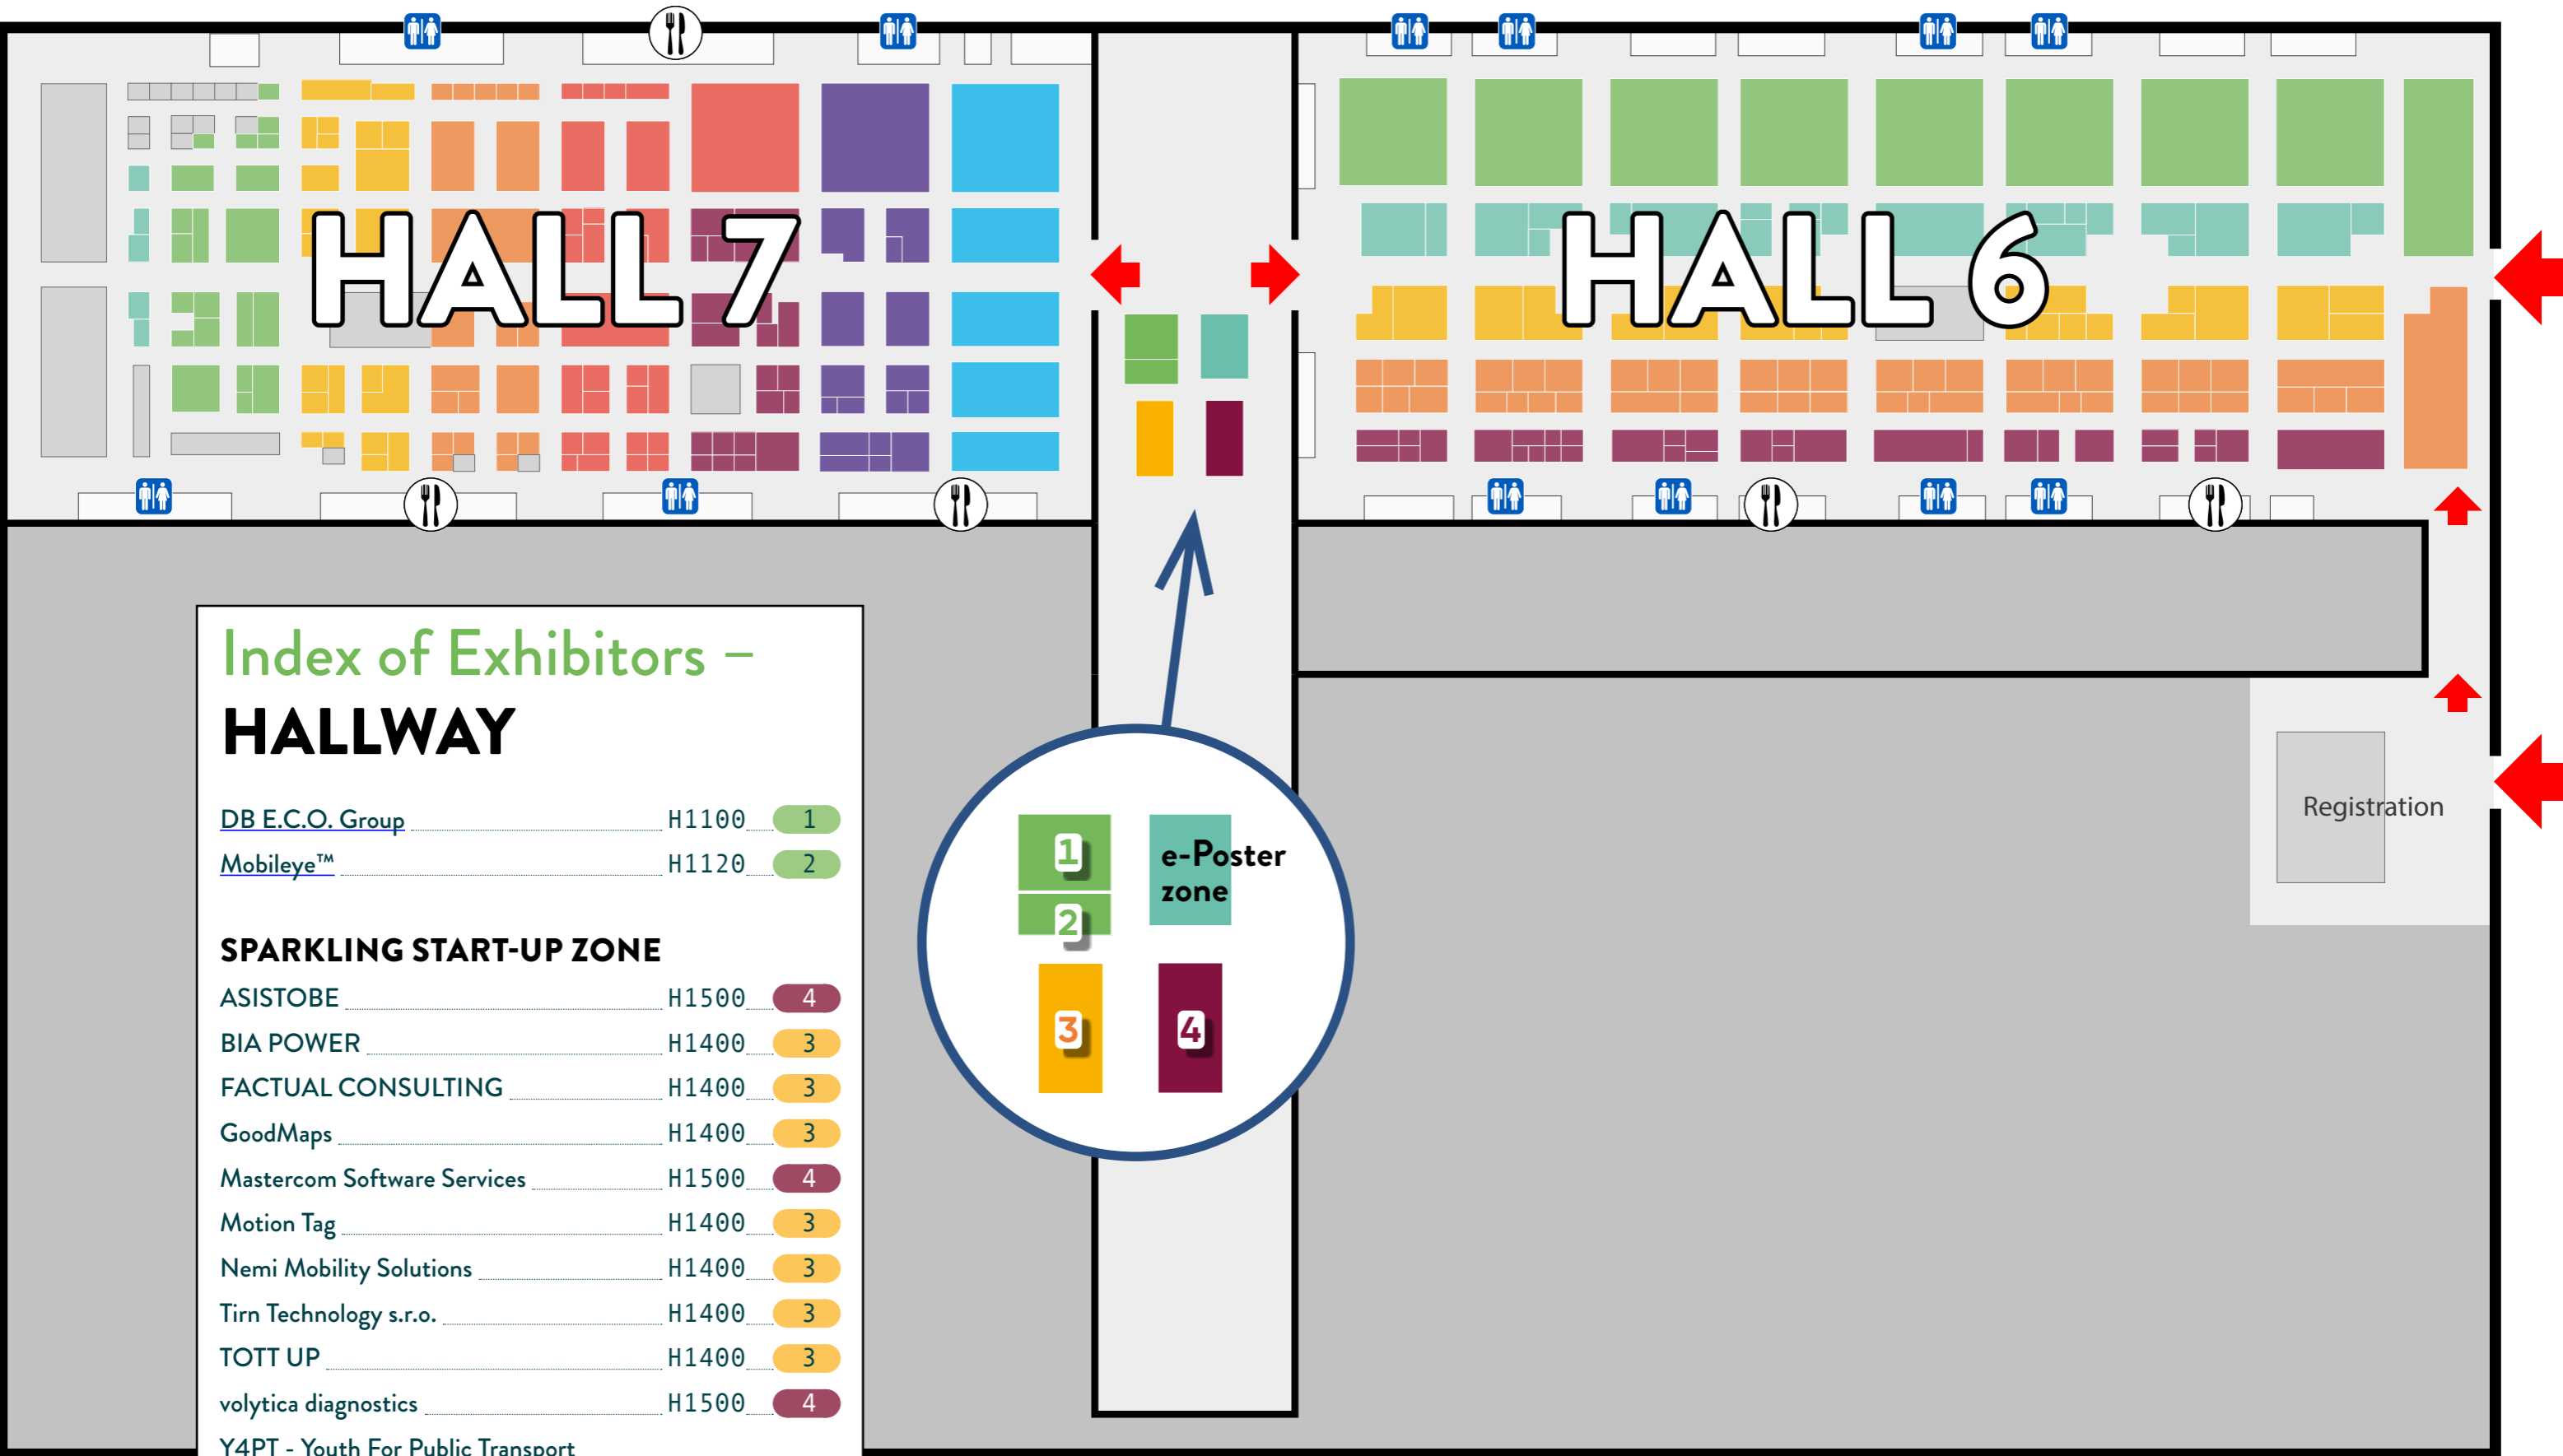 HALL 7
HALL 6
Index of Exhibitors –
HALLWAY
DB E.C.O. Group H1100 1
Mobileye™ H1120 2
SPARKLING START-UP ZONE
ASISTOBE H1500 4
BIA POWER H1400 3
FACTUAL CONSULTING H1400 3
GoodMaps H1400 3
Mastercom Software Services H1500 4
Motion Tag H1400 3
Nemi Mobility Solutions H1400 3
Tirn Technology s.r.o. H1400 3
TOTT UP H1400 3
volytica diagnostics H1500 4
Y4PT - Youth For Public Transport
1
2
e-Poster
zone
3
4
Registration